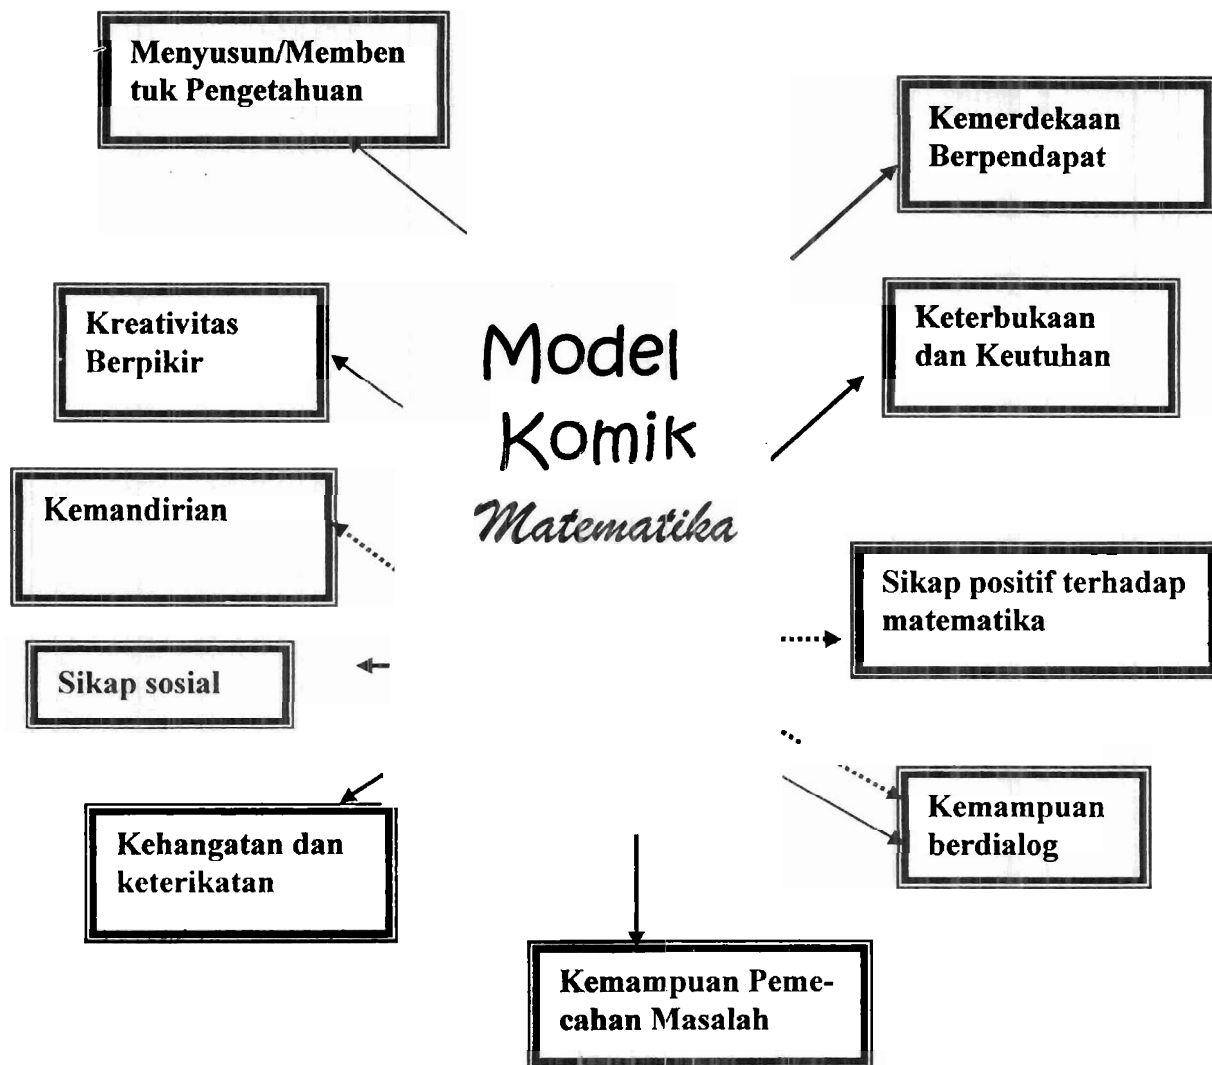 Menyusun/Memben
tuk Pengetahuan
Kemerdekaan
Berpendapat
Kreativitas
Berpikir
Keterbukaan
dan Keutuhan
Model
Komik
Matematika
Kemandirian
Sikap positif terhadap
matematika
Sikap sosial
Kehangatan dan
keterikatan
Kemampuan
berdialog
Kemampuan Peme-
cahan Masalah